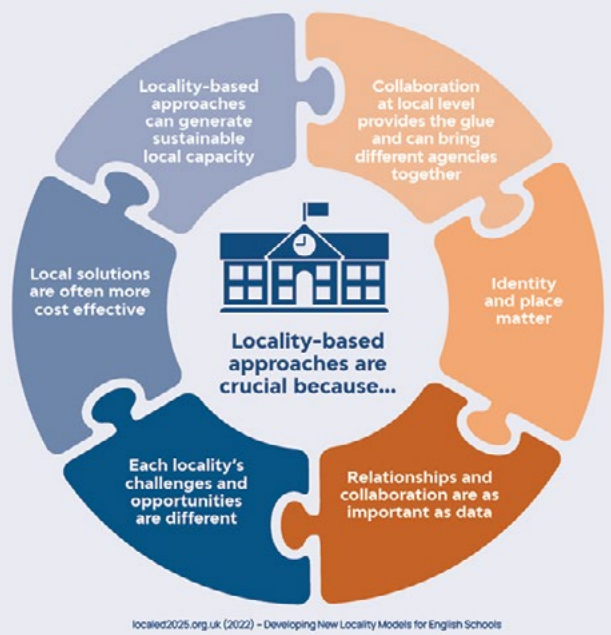 Locality-based
approaches
can generate
sustainable
local capacity
Collaboration
at local level
provides the glue
and can bring
different agencies
together
Identity
and place
matter
Relationships and
collaboration are as
important as data
Each locality's
challenges and
opportunities
are different
Local solutions
are often more
cost effective
Locality-based
approaches are
crucial because...
localed2025.org.uk (2022) – Developing New Locality Models for English Schools